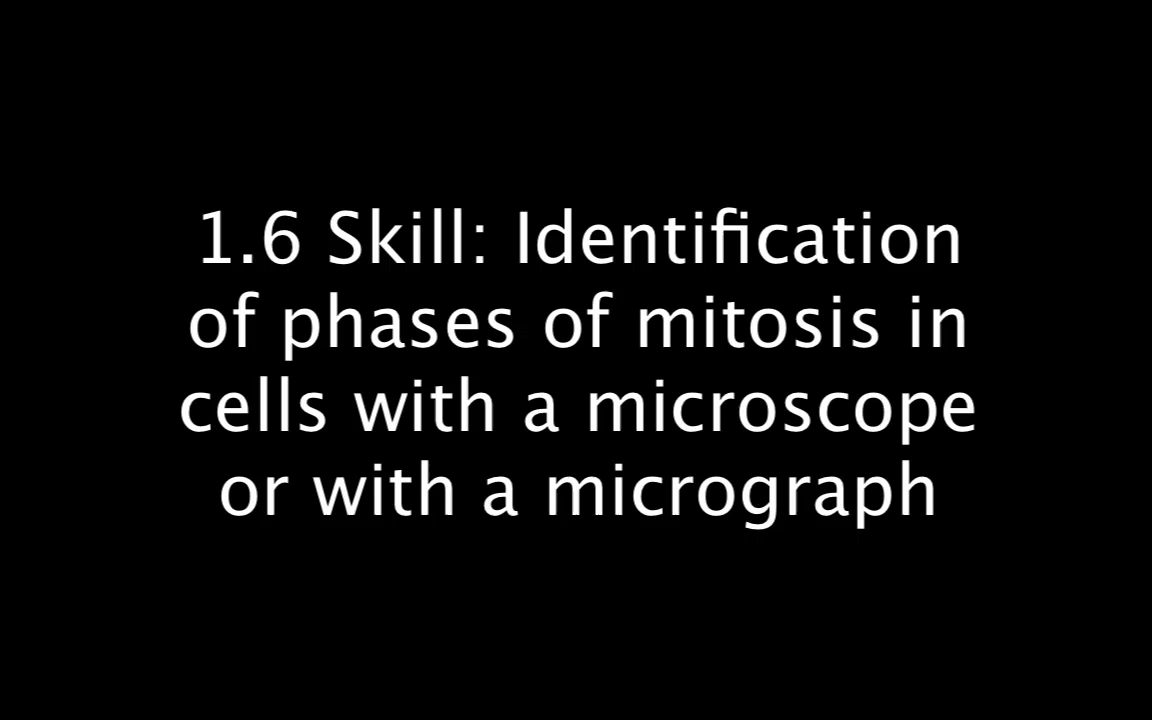 1.6 Skill: Identification
of phases of mitosis in
cells with a microscope
or with a micrograph